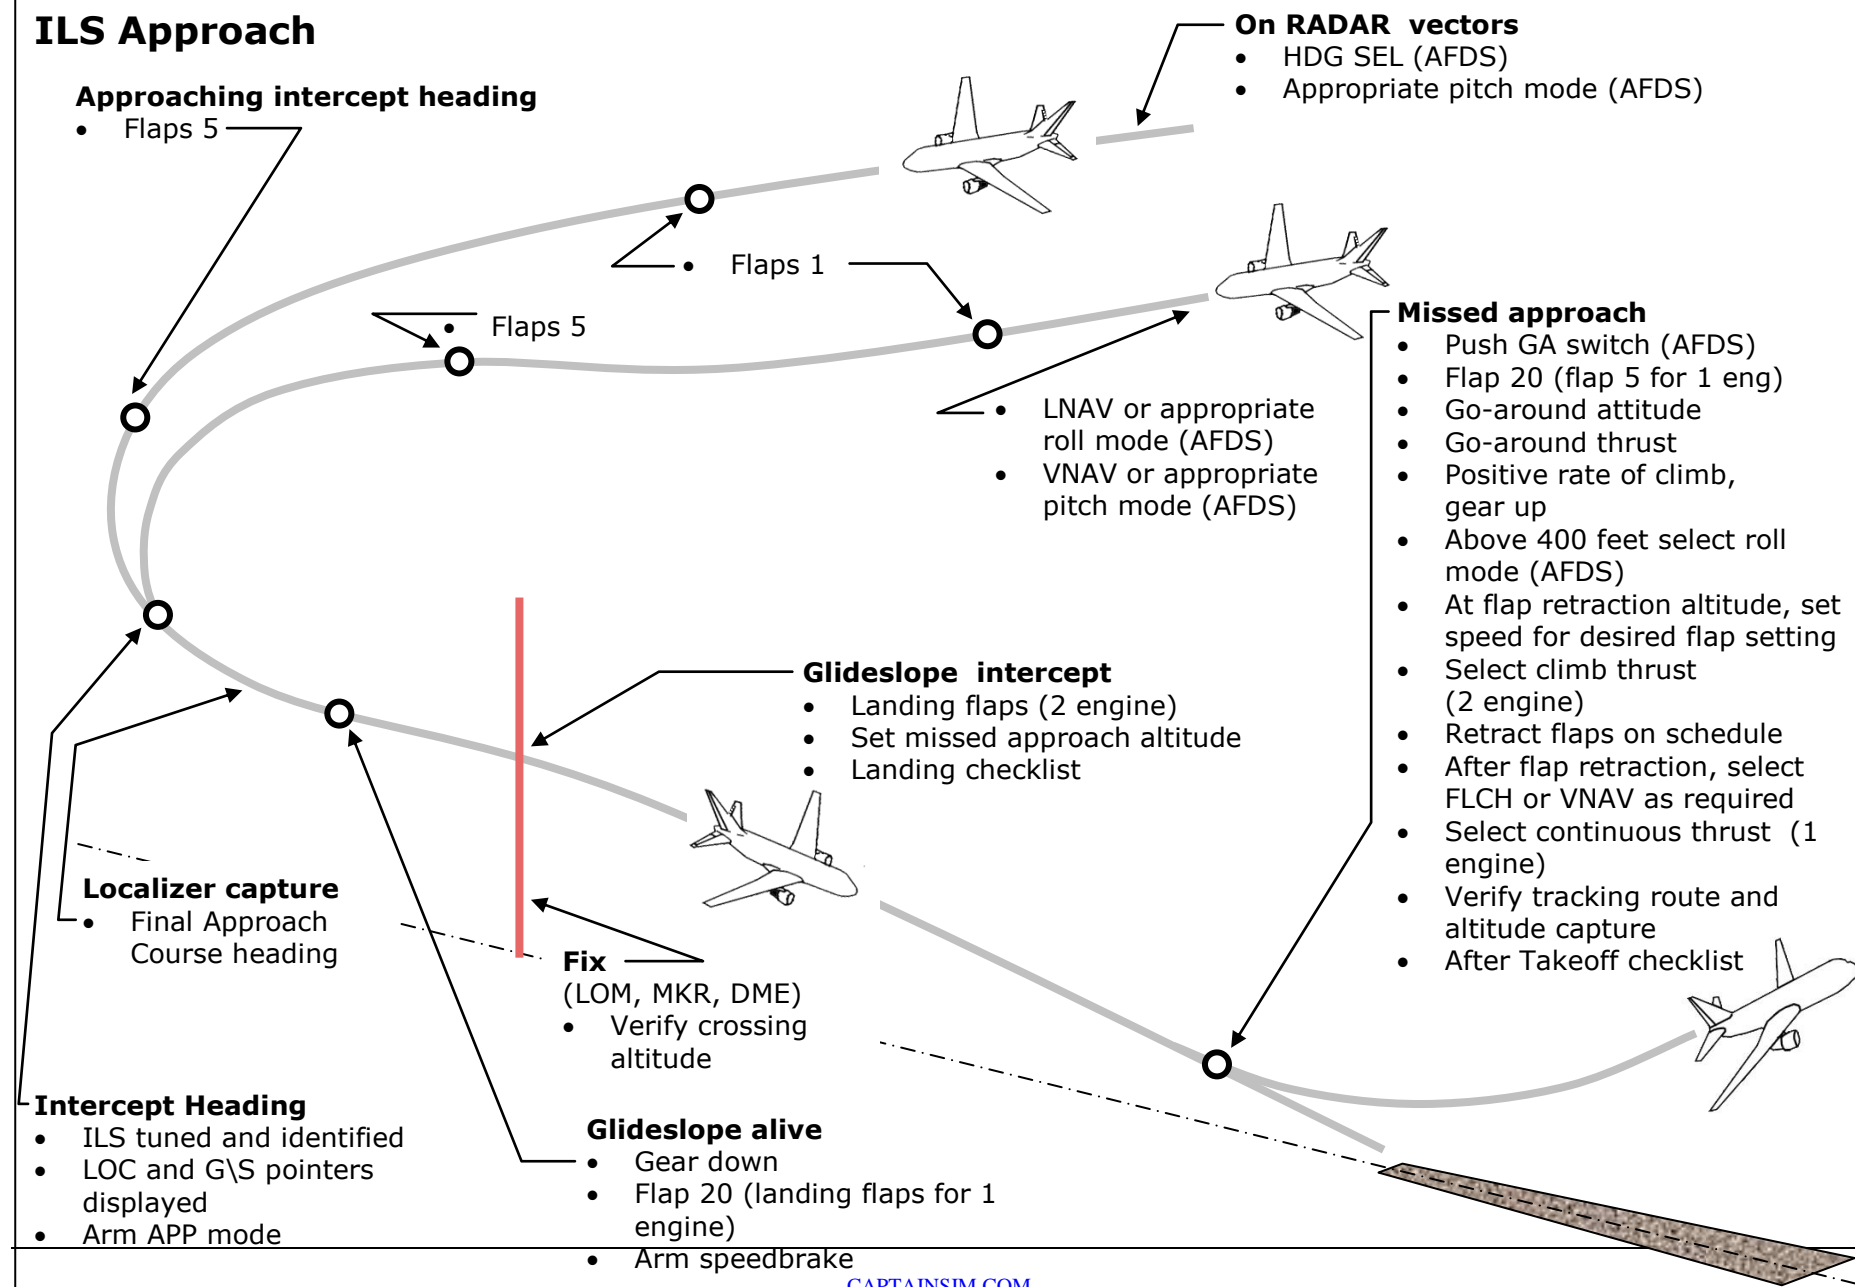 ILS Approach
On RADAR  vectors
• HDG SEL (AFDS)
• Appropriate pitch mode (AFDS)
Approaching intercept heading
• Flaps 5
• Flaps 1
• Flaps 5
• LNAV or appropriate
roll mode (AFDS)
• VNAV or appropriate
pitch mode (AFDS)
Missed approach
• Push GA switch (AFDS)
• Flap 20 (flap 5 for 1 eng)
• Go-around attitude
• Go-around thrust
• Positive rate of climb,
gear up
• Above 400 feet select roll
mode (AFDS)
• At flap retraction altitude, set
speed for desired flap setting
• Select climb thrust
(2 engine)
• Retract flaps on schedule
• After flap retraction, select
FLCH or VNAV as required
• Select continuous thrust  (1
engine)
• Verify tracking route and
altitude capture
• After Takeoff checklist
Glideslope  intercept
• Landing flaps (2 engine)
• Set missed approach altitude
• Landing checklist
Localizer capture
• Final Approach
Course heading
Fix
(LOM, MKR, DME)
• Verify crossing
altitude
Intercept Heading
• ILS tuned and identified
• LOC and G\S pointers
displayed
• Arm APP mode
Glideslope alive
• Gear down
• Flap 20 (landing flaps for 1
engine)
• Arm speedbrake
CAPTAINSIM.COM